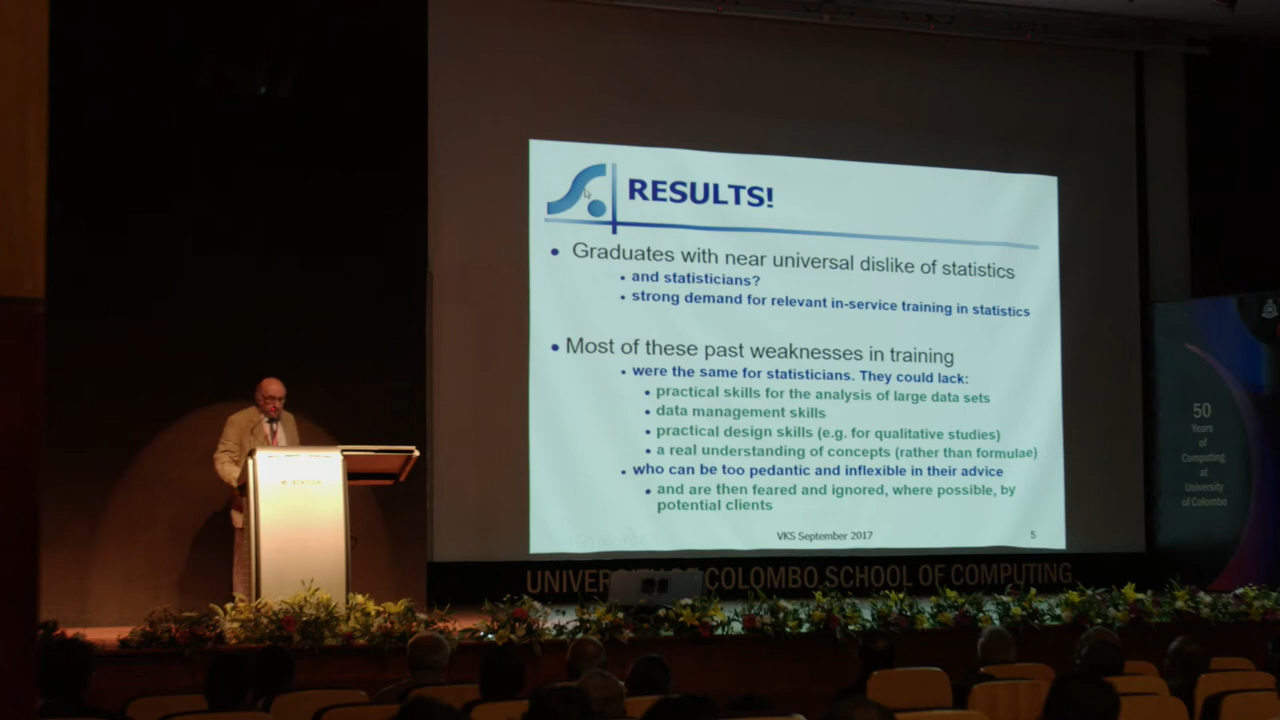 RESULTS!
• Graduates with near universal dislike of statistics
• and statisticians?
• strong demand for relevant in-service training in statistics
• Most of these past weaknesses in training
• were the same for statisticians. They could lack:
• practical skills for the analysis of large data sets
• data management skills
• practical design skills (e.g. for qualitative studies)
• a real understanding of concepts (rather than formulae)
• who can be too pedantic and inflexible in their advice
• and are then feared and ignored, where possible, by
potential clients
VKS September 2017
5
50
Years
of
Computing
at
University
of Colombo
COLOMBO SCHOOL OF COMPUTING